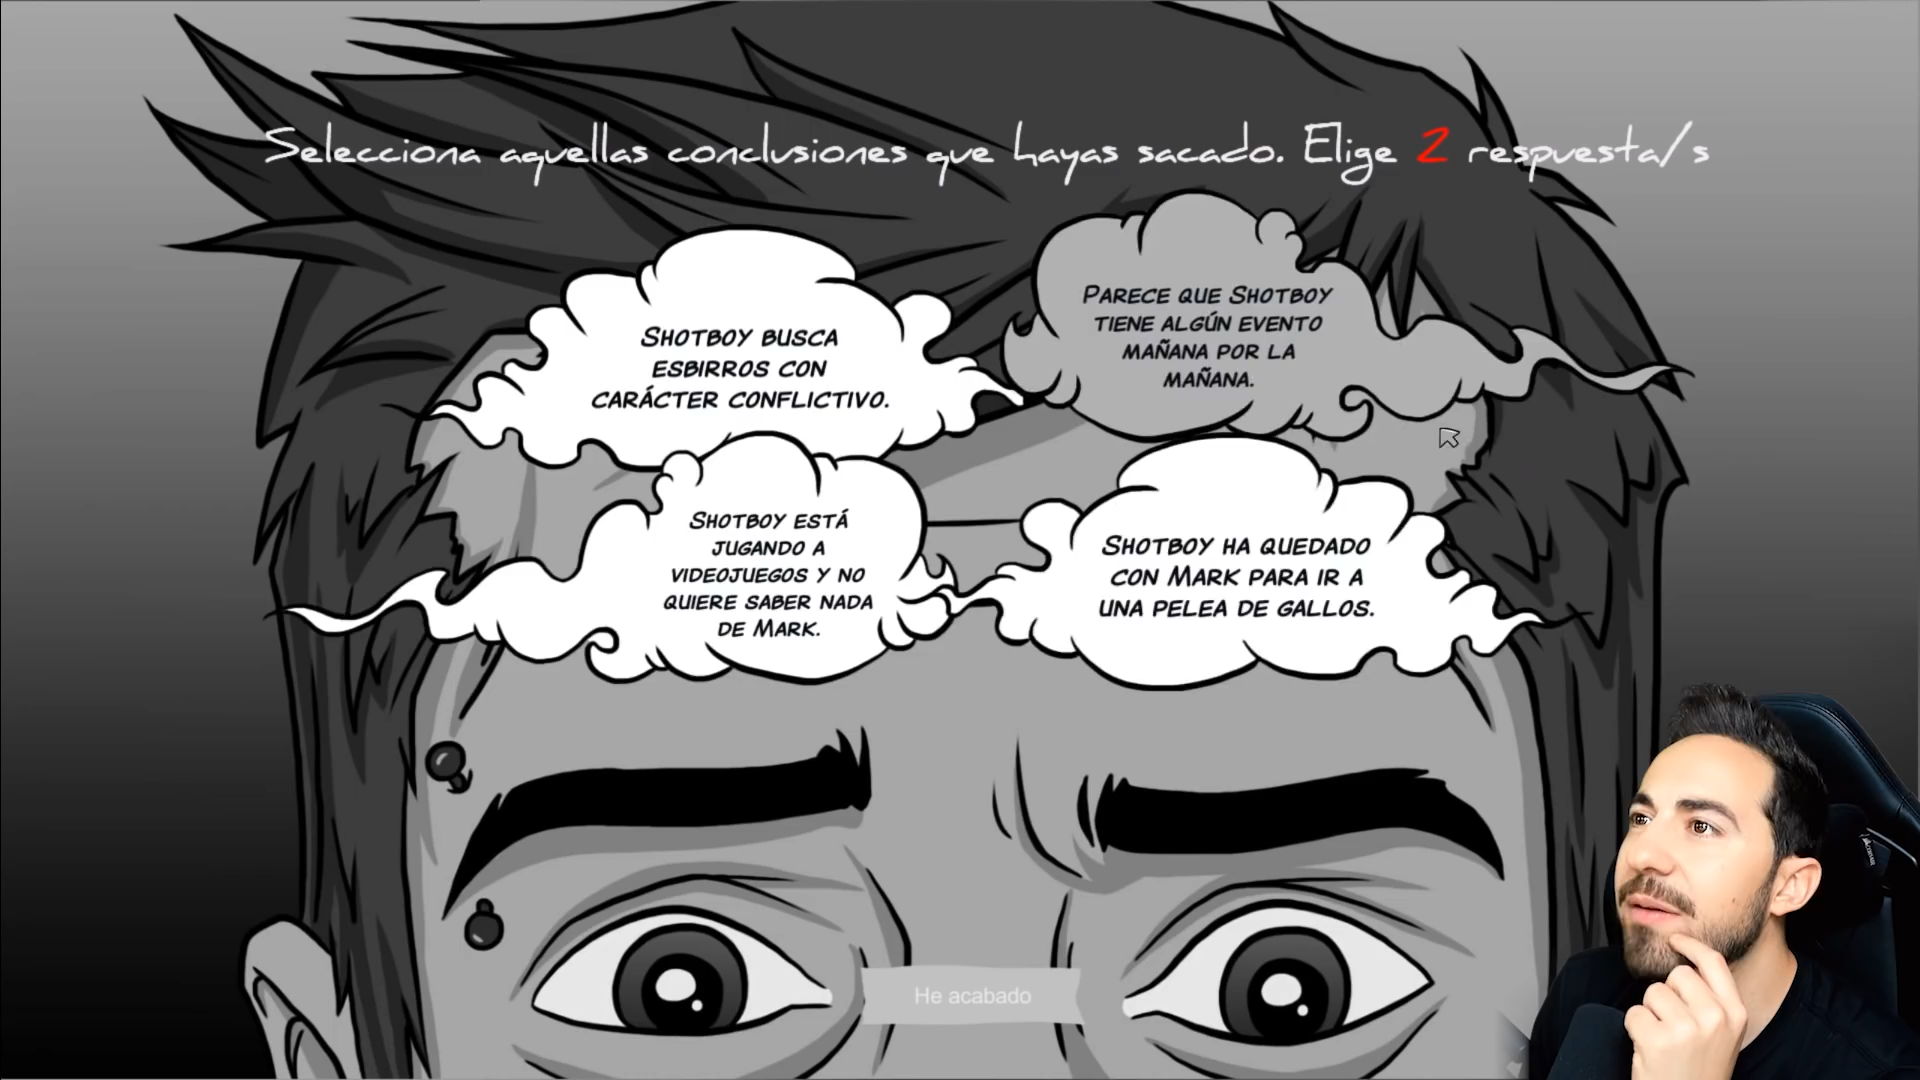 Selecciona aquellas conclusiones que hayas sacado. Elige 2 respuesta/s
SHOTBOY BUSCA
ESBIRROS CON
CARÁCTER CONFLICTIVO.
PARECE QUE SHOTBOY
TIENE ALGÚN EVENTO
MAÑANA POR LA
MAÑANA.
SHOTBOY ESTÁ
JUGANDO A
VIDEOJUEGOS Y NO
QUIERE SABER NADA
DE MARK.
SHOTBOY HA QUEDADO
CON MARK PARA IR A
UNA PELEA DE GALLOS.
He acabado